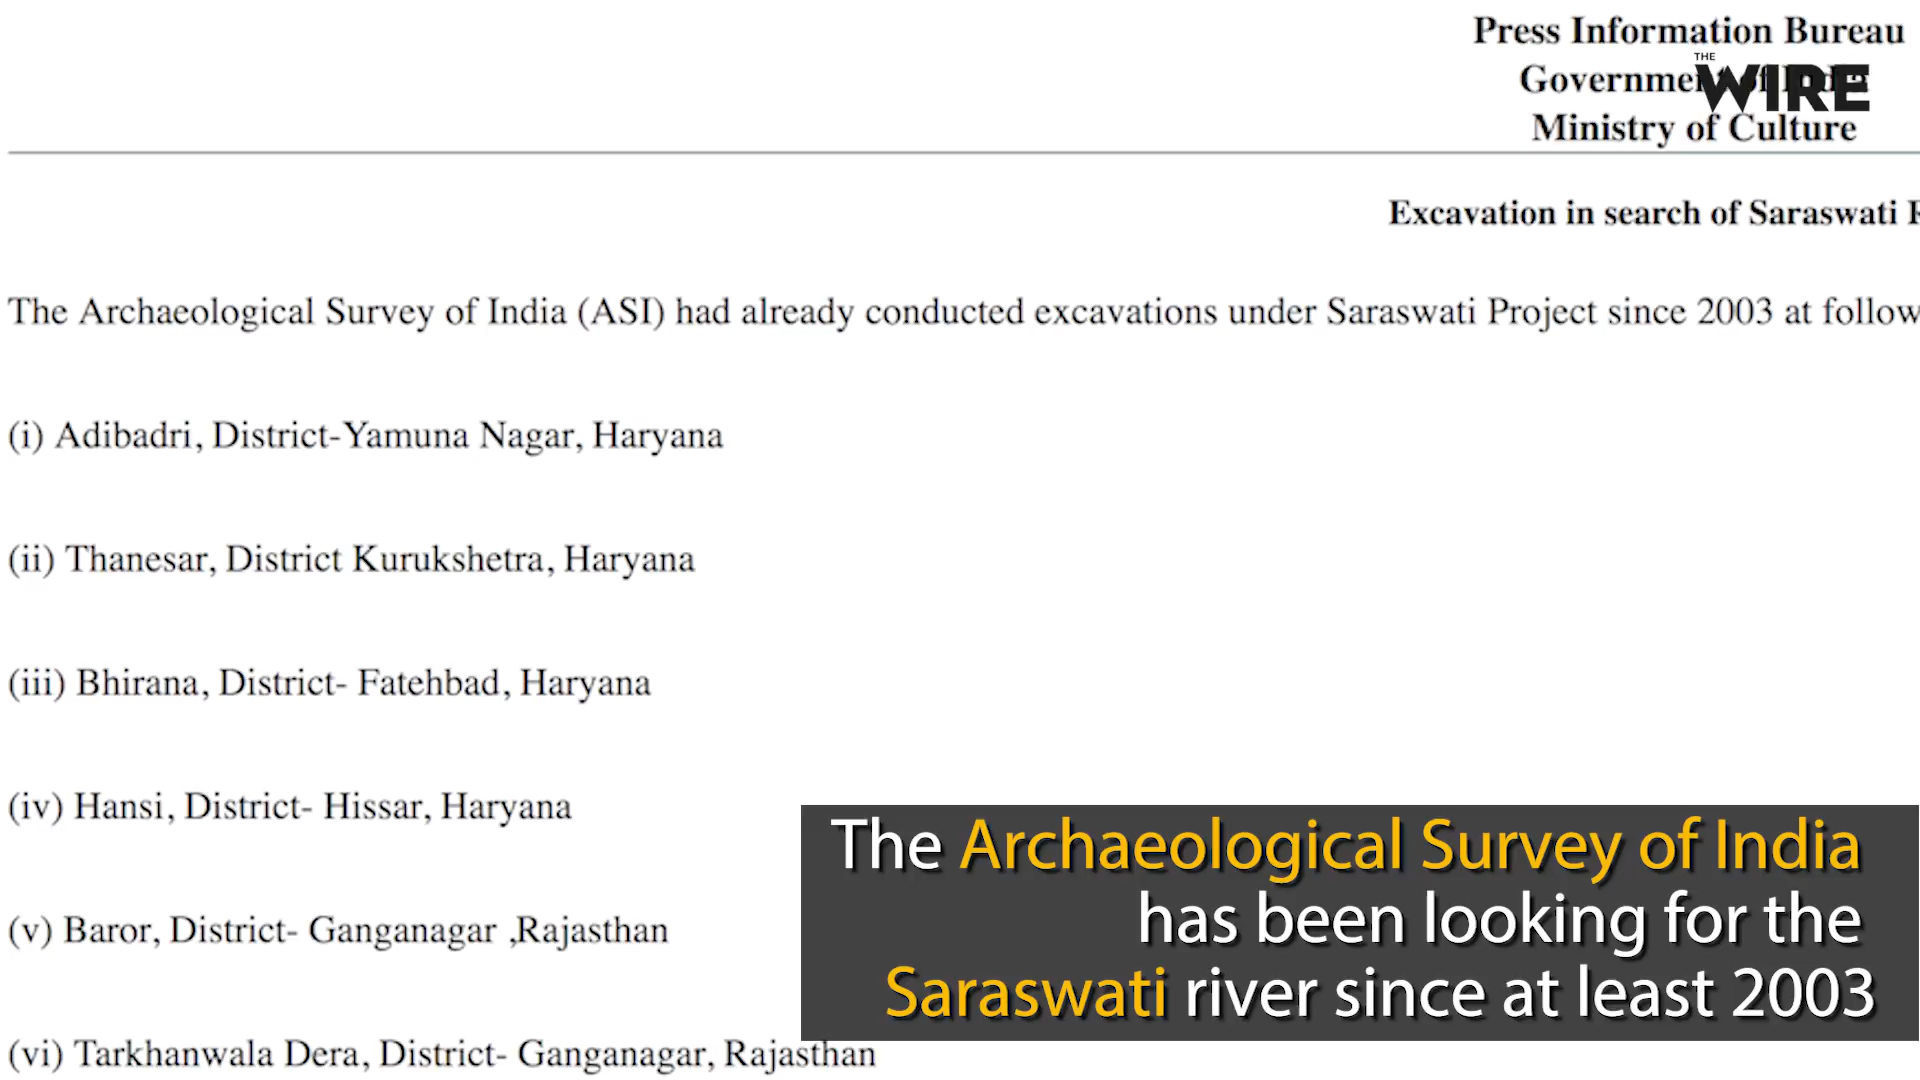 Press Information Bureau
THE
WIRE
Government of India
Ministry of Culture
Excavation in search of Saraswati
The Archaeological Survey of India (ASI) had already conducted excavations under Saraswati Project since 2003 at follow
(i) Adibadri, District-Yamuna Nagar, Haryana
(ii) Thanesar, District Kurukshetra, Haryana
(iii) Bhirana, District- Fatehbad, Haryana
(iv) Hansi, District- Hissar, Haryana
(v) Baror, District- Ganganagar ,Rajasthan
(vi) Tarkhanwala Dera, District- Ganganagar, Rajasthan
The Archaeological Survey of India
has been looking for the
Saraswati river since at least 2003